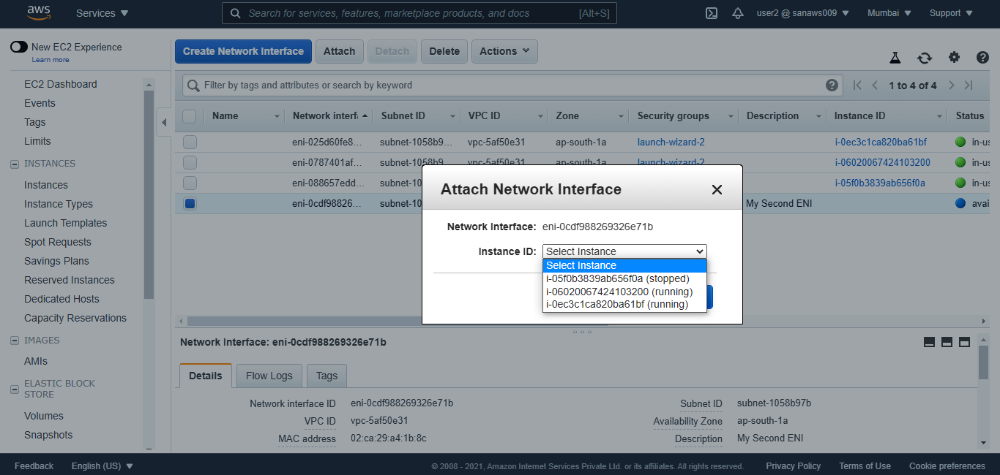 aws Services Search for services, features, marketplace products, and docs [Alt+S] user2 @ sanaws009 Mumbai Support
New EC2 Experience
Learn more
EC2 Dashboard
Events
Tags
Limits
INSTANCES
Instances
Instance Types
Launch Templates
Spot Requests
Savings Plans
Reserved Instances
Dedicated Hosts
Capacity Reservations
IMAGES
AMIs
ELASTIC BLOCK
STORE
Volumes
Snapshots
Create Network Interface Attach Detach Delete Actions
Filter by tags and attributes or search by keyword 1 to 4 of 4
Name Network interf Subnet ID VPC ID Zone Security groups Description Instance ID Status
eni-025d60fe8... subnet-1058b9... vpc-5af50e31 ap-south-1a launch-wizard-2 i-0ec3c1ca820ba61bf in-us
eni-0787401af... subnet-1058b9... vpc-5af50e31 ap-south-1a launch-wizard-2 i-06020067424103200 in-us
eni-088657edd... subnet-10 i-05f0b3839ab656f0a in-us
eni-0cdf98826... subnet-10 My Second ENI avai
Attach Network Interface
Network Interface: eni-0cdf988269326e71b
Instance ID: Select Instance
Select Instance
i-05f0b3839ab656f0a (stopped)
i-06020067424103200 (running)
i-0ec3c1ca820ba61bf (running)
Network Interface: eni-0cdf988269326e71b
Details Flow Logs Tags
Network interface ID eni-0cdf988269326e71b Subnet ID subnet-1058b97b
VPC ID vpc-5af50e31 Availability Zone ap-south-1a
MAC address 02:ca:29:a4:1b:8c Description My Second ENI
Feedback English (US) © 2008 - 2021, Amazon Internet Services Private Ltd. or its affiliates. All rights reserved. Privacy Policy Terms of Use Cookie preferences